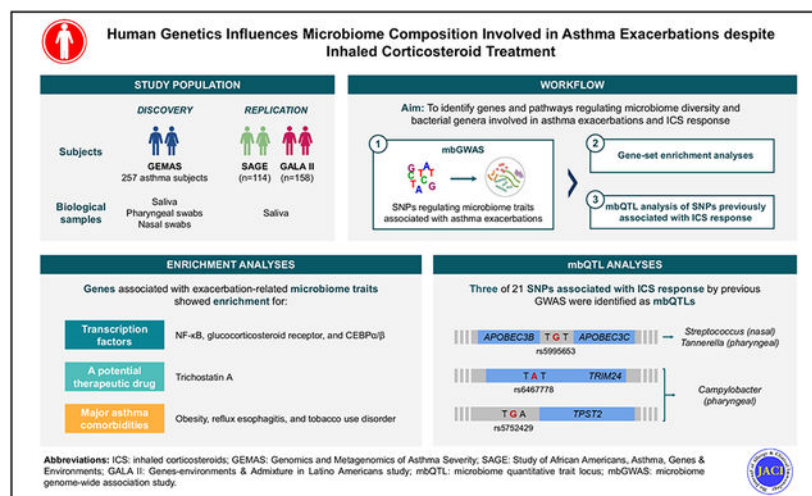 Human Genetics Influences Microbiome Composition Involved in Asthma Exacerbations despite
Inhaled Corticosteroid Treatment
STUDY POPULATION
DISCOVERY
REPLICATION
Subjects
GEMAS
257 asthma subjects
SAGE
(n=114)
GALA II
(n=158)
Biological
samples
Saliva
Pharyngeal swabs
Nasal swabs
Saliva
WORKFLOW
Aim: To identify genes and pathways regulating microbiome diversity and
bacterial genera involved in asthma exacerbations and ICS response
1
mbGWAS
SNPs regulating microbiome traits
associated with asthma exacerbations
2
Gene-set enrichment analyses
3
mbQTL analysis of SNPs previously
associated with ICS response
ENRICHMENT ANALYSES
Genes associated with exacerbation-related microbiome traits
showed enrichment for:
Transcription
factors
NF-κB, glucocorticosteroid receptor, and CEBPα/β
A potential
therapeutic drug
Trichostatin A
Major asthma
comorbidities
Obesity, reflux esophagitis, and tobacco use disorder
mbQTL ANALYSES
Three of 21 SNPs associated with ICS response by previous
GWAS were identified as mbQTLs
APOBEC3B T G T APOBEC3C
rs5995653
Streptococcus (nasal)
Tannerella (pharyngeal)
T A T TRIM24
rs6467778
T G A TPST2
rs5752429
Campylobacter
(pharyngeal)
Abbreviations: ICS: inhaled corticosteroids; GEMAS: Genomics and Metagenomics of Asthma Severity; SAGE: Study of African Americans, Asthma, Genes &
Environments; GALA II: Genes-environments & Admixture in Latino Americans study; mbQTL: microbiome quantitative trait locus; mbGWAS: microbiome
genome-wide association study.
JACI